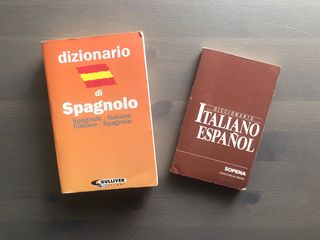 dizionario
di
Spagnolo
Spagnolo - Italiano
Italiano - Spagnolo
GULLIVER
DICCIONARIO
ITALIANO
ESPAÑOL
SOPENA